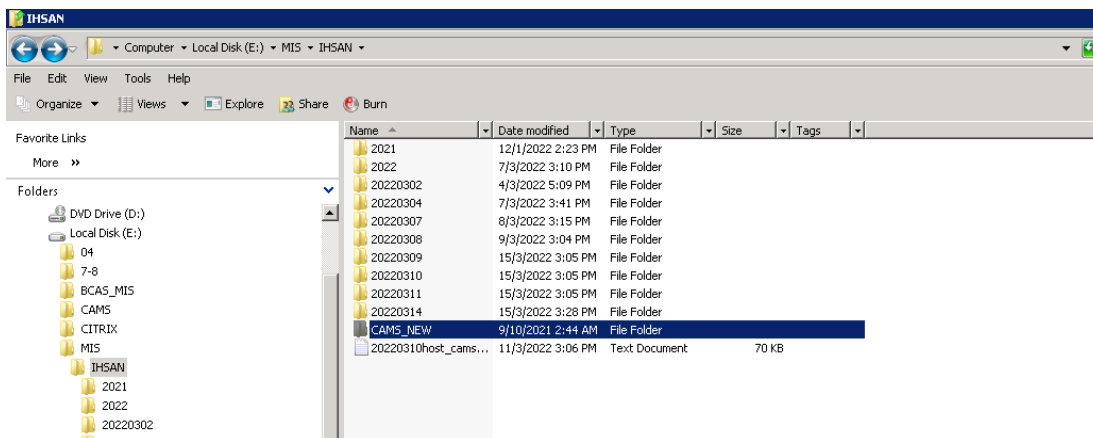 IHSAN
Computer Local Disk (E:) MIS IHSAN
File Edit View Tools Help
Organize Views Explore Share Burn
Favorite Links
More »
Folders
DVD Drive (D:)
Local Disk (E:)
04
7-8
BCAS_MIS
CAMS
CITRIX
MIS
IHSAN
2021
2022
20220302
Name Date modified Type Size Tags
2021 12/1/2022 2:23 PM File Folder
2022 7/3/2022 3:10 PM File Folder
20220302 4/3/2022 5:09 PM File Folder
20220304 7/3/2022 3:41 PM File Folder
20220307 8/3/2022 3:15 PM File Folder
20220308 9/3/2022 3:04 PM File Folder
20220309 15/3/2022 3:05 PM File Folder
20220310 15/3/2022 3:05 PM File Folder
20220311 15/3/2022 3:05 PM File Folder
20220314 15/3/2022 3:28 PM File Folder
CAMS_NEW 9/10/2021 2:44 AM File Folder
20220310host_cams... 11/3/2022 3:06 PM Text Document 70 KB